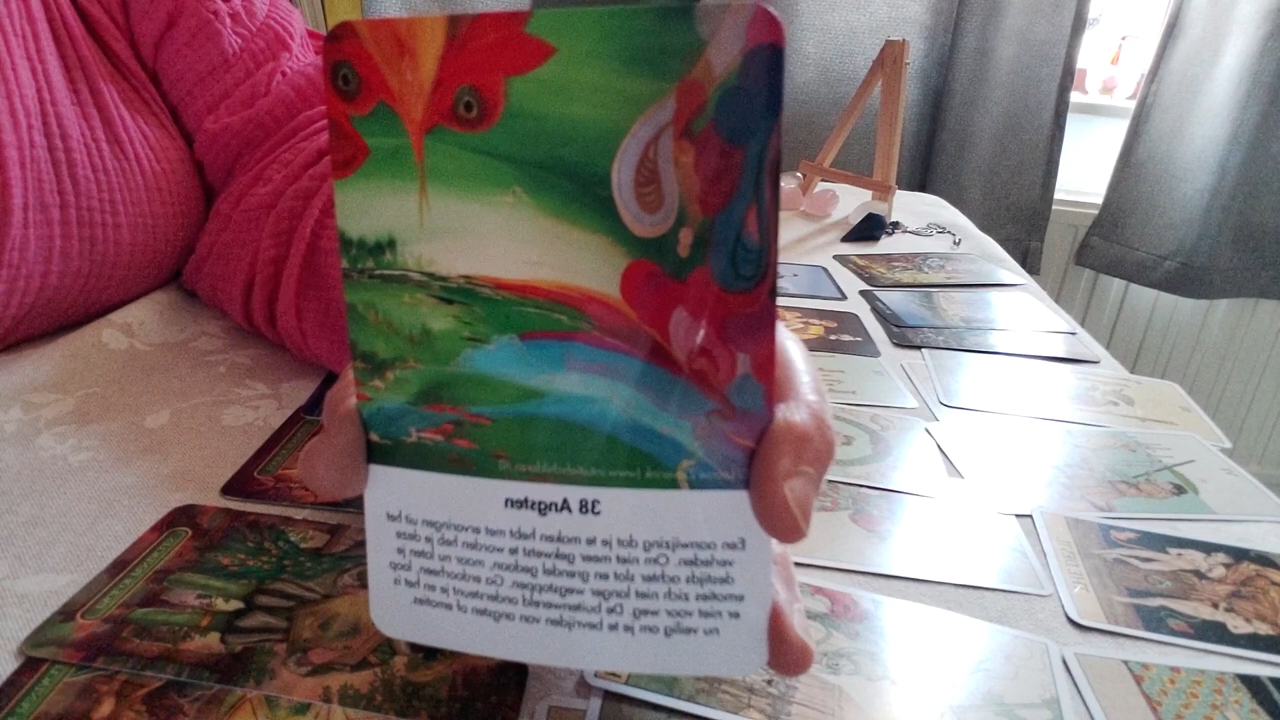 38 Angsten
Een aanwijzing dat je te maken hebt met ervaringen uit het
verleden. Om niet meer gekwetst te worden heb je deze
destijds achter slot en grendel gedaan, maar nu laten je
emoties zich niet langer wegstoppen. Ga doorheen, loop
er niet voor weg. De buitenwereld ondersteunt je en het is
nu veilig om je te bevrijden van angsten of emoties.